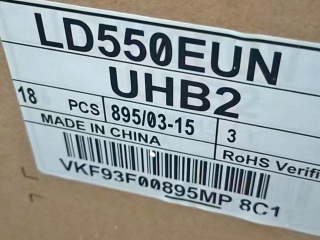 LD550EUN
UHB2
18 PCS 895/03-15 3
MADE IN CHINA RoHS Verifi
VKF93F00895MP 8C1